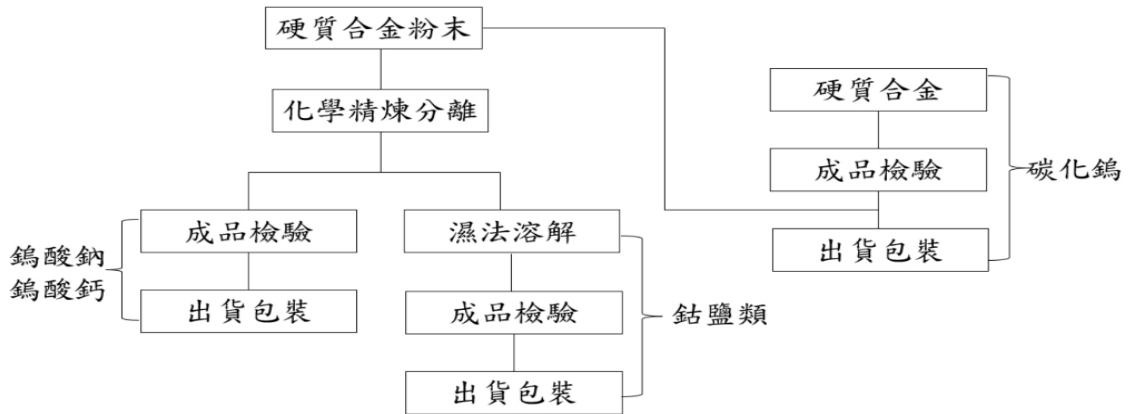 硬質合金粉末
化學精煉分離
成品檢驗
出貨包裝
鎢酸鈉
鎢酸鈣
濕法溶解
成品檢驗
出貨包裝
鈷鹽類
硬質合金
成品檢驗
出貨包裝
碳化鎢